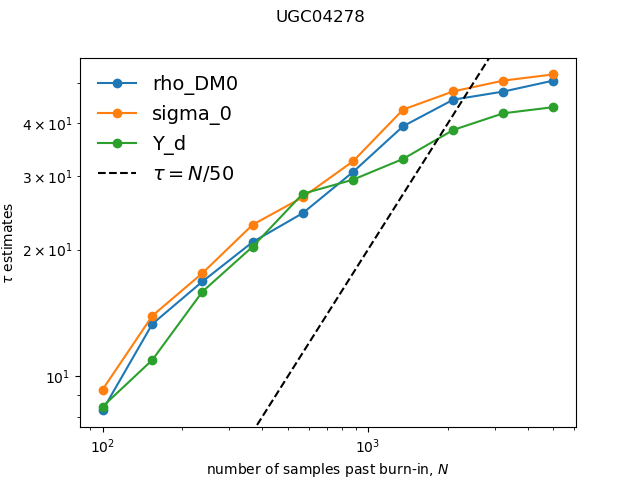 UGC04278
rho_DM0
sigma_0
Y_d
τ = N/50
4 × 10¹
3 × 10¹
2 × 10¹
10¹
τ estimates
10² 10³
number of samples past burn-in, N